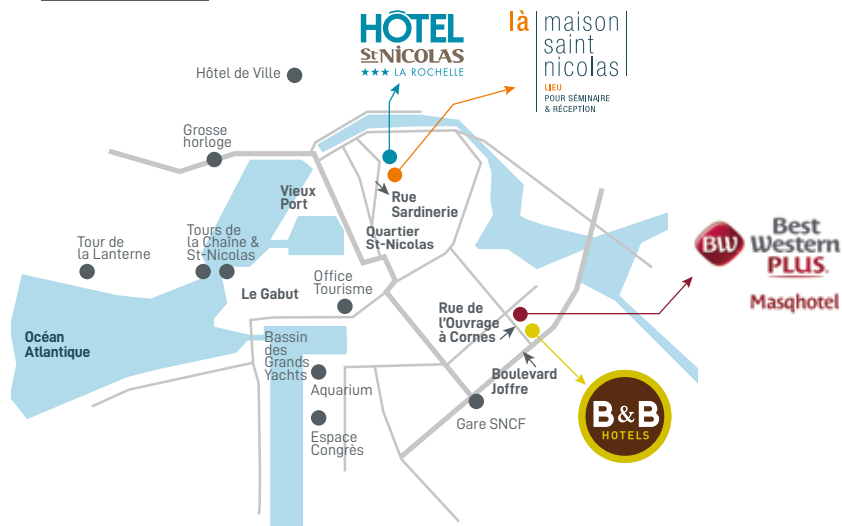 HÔTEL
St NiCOLAS
★★★ LA ROCHELLE
là maison
saint
nicolas
LIEU
POUR SÉMINAIRE
& RÉCEPTION
Hôtel de Ville
Grosse
horloge
Vieux
Port
Rue
Sardinerie
Quartier
St-Nicolas
Tour de
la Lanterne
Tours de
la Chaîne &
St-Nicolas
Le Gabut
Office
Tourisme
BW
Best
Western
PLUS.
Masqhotel
Rue de
l'Ouvrage
à Cornes
Océan
Atlantique
Bassin
des
Grands
Yachts
Aquarium
Boulevard
Joffre
Gare SNCF
Espace
Congrès
B&B
HOTELS